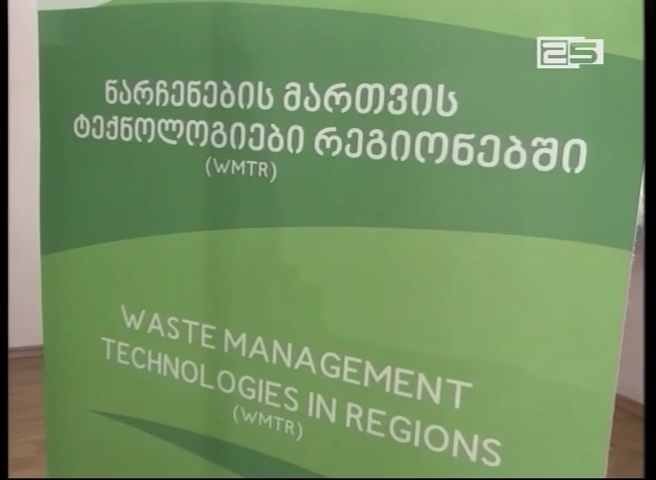 25
ნარჩენების მართვის
ტექნოლოგიები რეგიონებში
(WMTR)
WASTE MANAGEMENT
TECHNOLOGIES IN REGIONS
(WMTR)